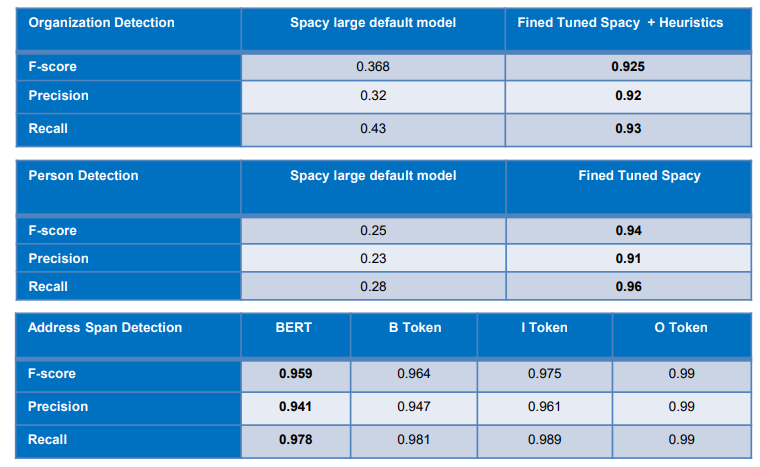 Organization Detection Spacy large default model Fined Tuned Spacy + Heuristics
F-score 0.368 0.925
Precision 0.32 0.92
Recall 0.43 0.93
Person Detection Spacy large default model Fined Tuned Spacy
F-score 0.25 0.94
Precision 0.23 0.91
Recall 0.28 0.96
Address Span Detection BERT B Token I Token O Token
F-score 0.959 0.964 0.975 0.99
Precision 0.941 0.947 0.961 0.99
Recall 0.978 0.981 0.989 0.99